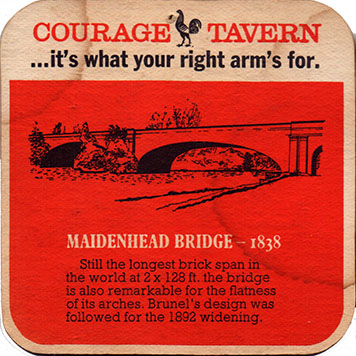 COURAGE TAVERN
...it's what your right arm's for.
MAIDENHEAD BRIDGE – 1838
Still the longest brick span in
the world at 2 x 128 ft. the bridge
is also remarkable for the flatness
of its arches. Brunel's design was
followed for the 1892 widening.